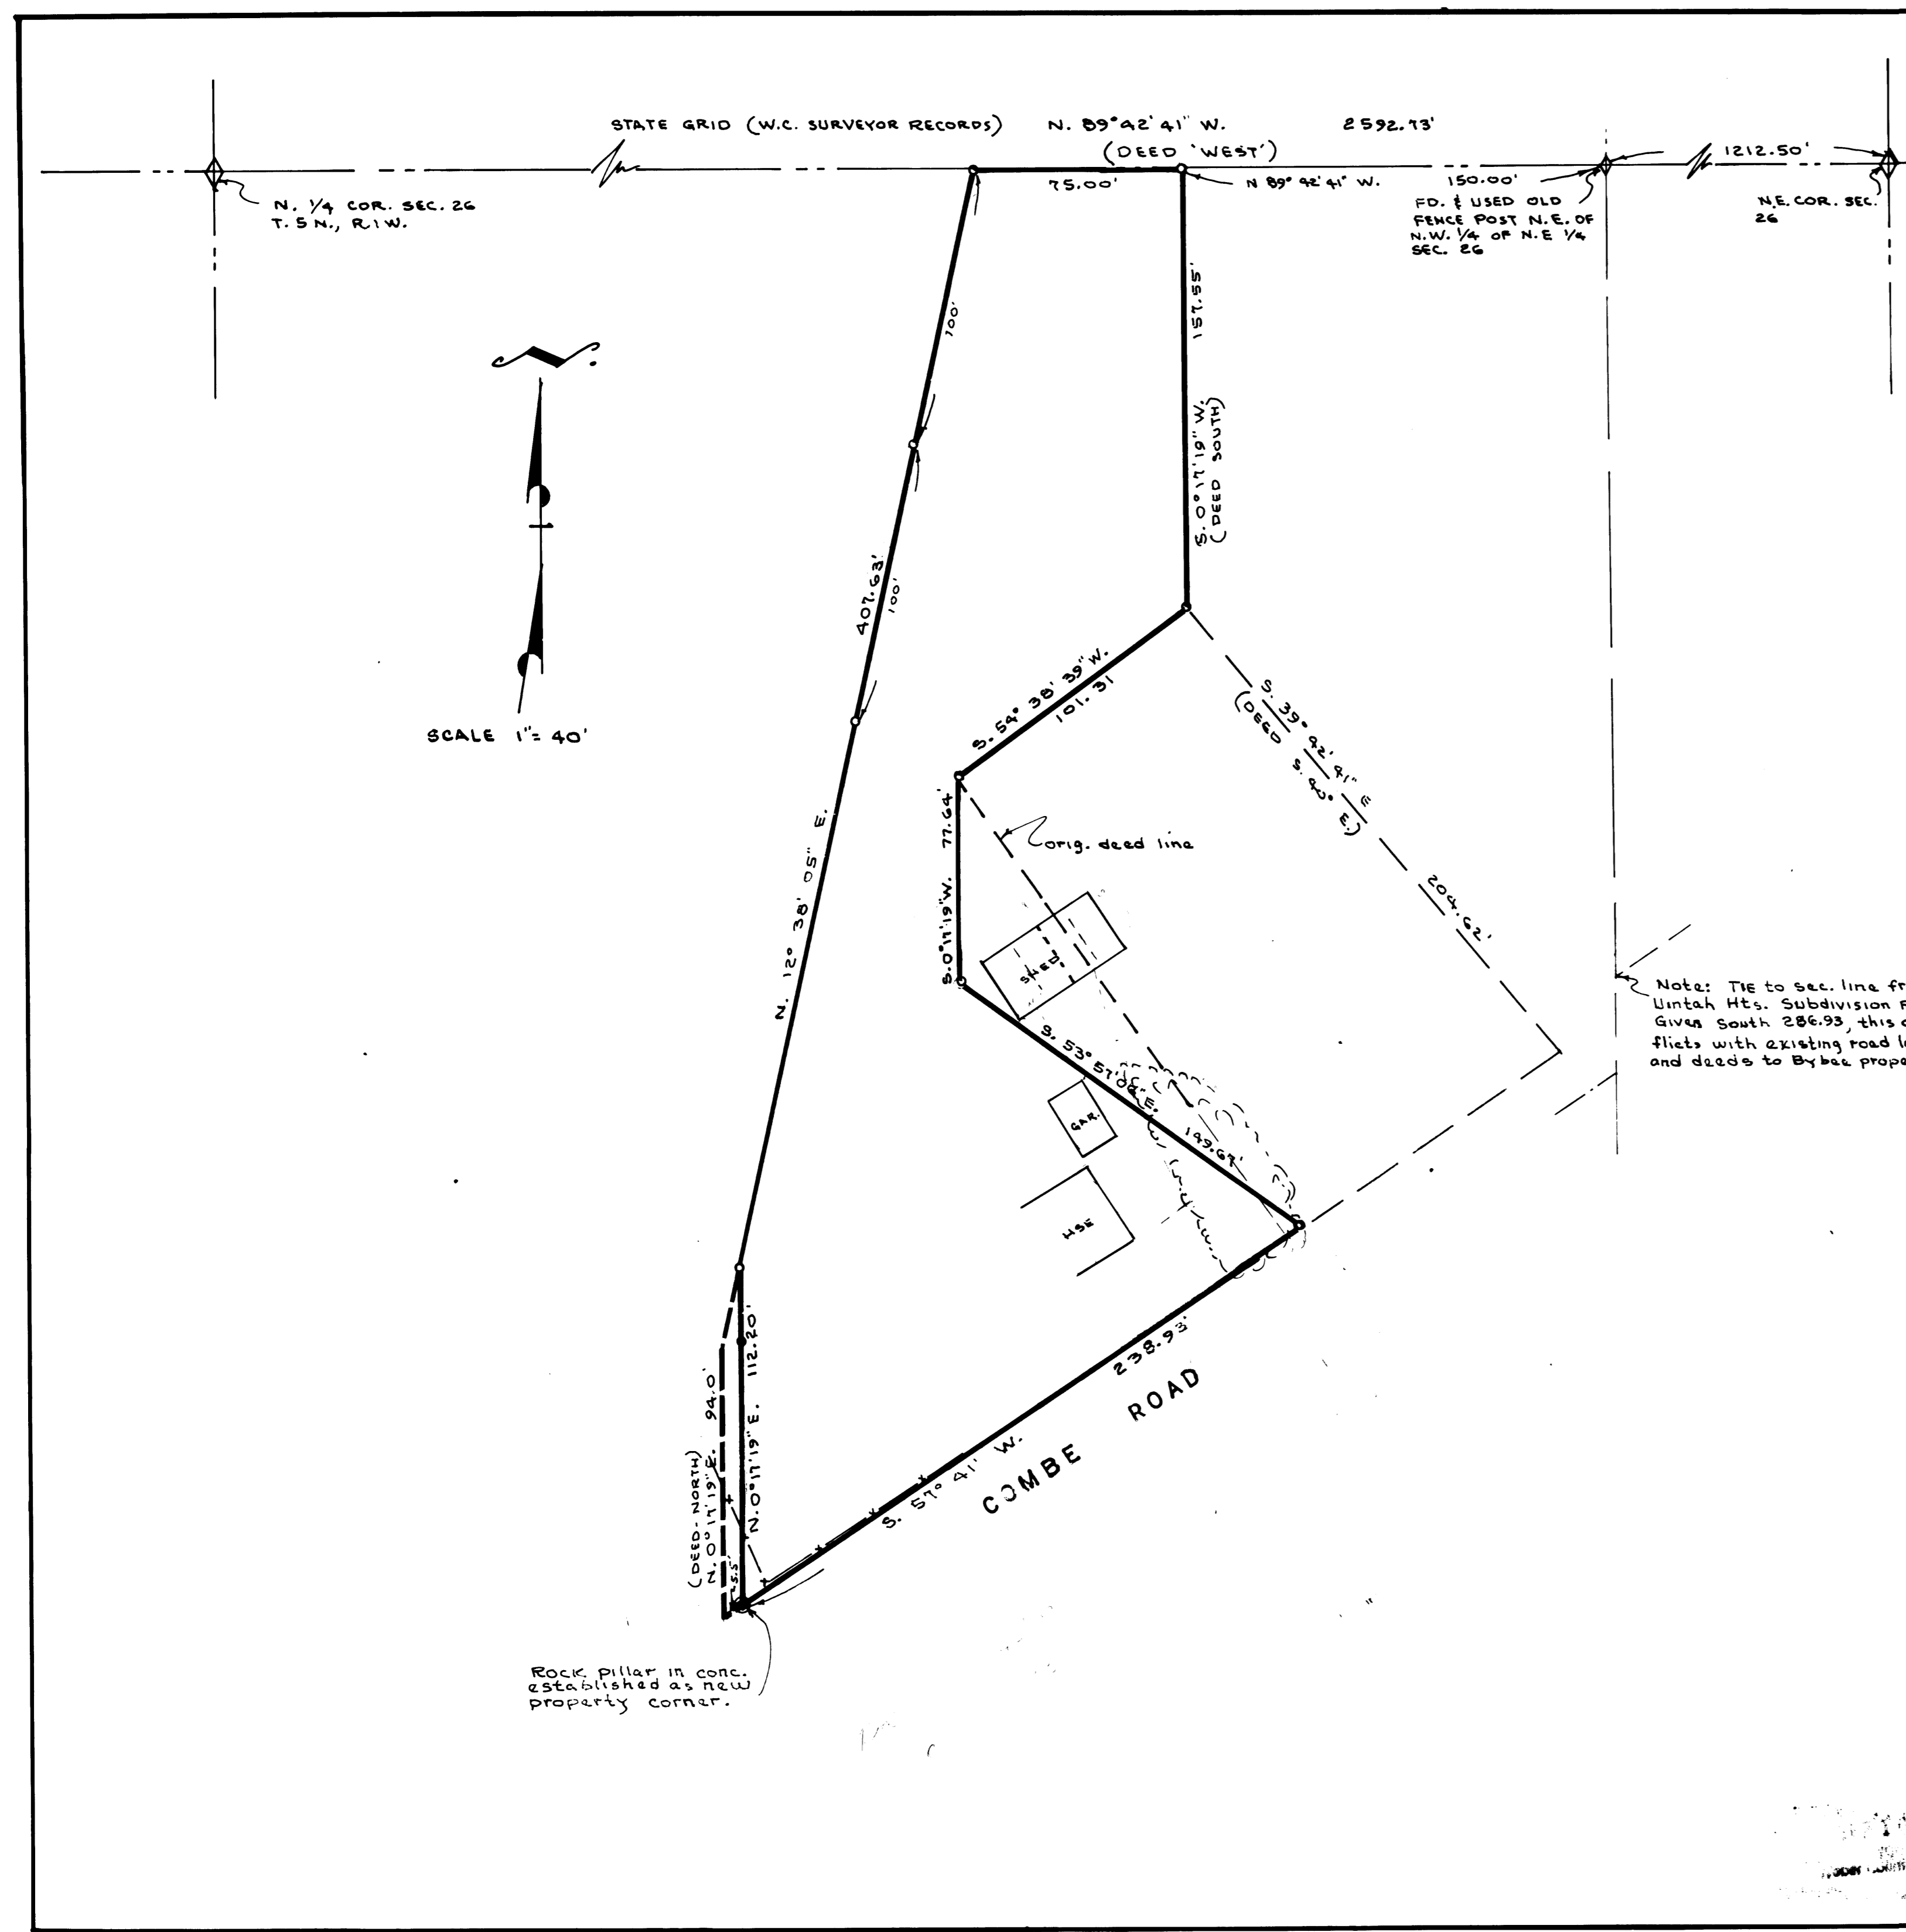 STATE GRID (W.C. SURVEYOR RECORDS) N. 89° 42' 41" W. 2592.73'
(DEED 'WEST')
1212.50'
75.00'
N 89° 42' 41" W.
150.00'
N. 1/4 COR. SEC. 26
T. 5 N., R 1 W.
FD. & USED OLD
FENCE POST N.E. OF
N.W. 1/4 OF N.E 1/4
SEC. 26
N.E. COR. SEC.
26
100'
157.55'
S. 0° 17' 19" W.
(DEED SOUTH)
SCALE 1"= 40'
407.63'
100'
N. 12° 38' 05" E.
S. 54° 38' 39" W.
101.31
S. 39° 42' 41" E
(DEED S. 40° E.)
204.62'
77.64'
S. 0° 17' 19" W.
orig. deed line
SHED
Note: TIE to sec. line
Uintah Hts. Subdivision
Given South 286.93, this
flicts with existing road
and deeds to Bybee
S. 53° 57' E.
149.67'
GAR.
HSE
112.20'
N. 0° 17' 19" E.
94.0'
(DEED-NORTH)
N. 0° 17' 19" E.
238.93'
S. 57° 41' W.
COMBE ROAD
Rock pillar in conc.
established as new
property corner.